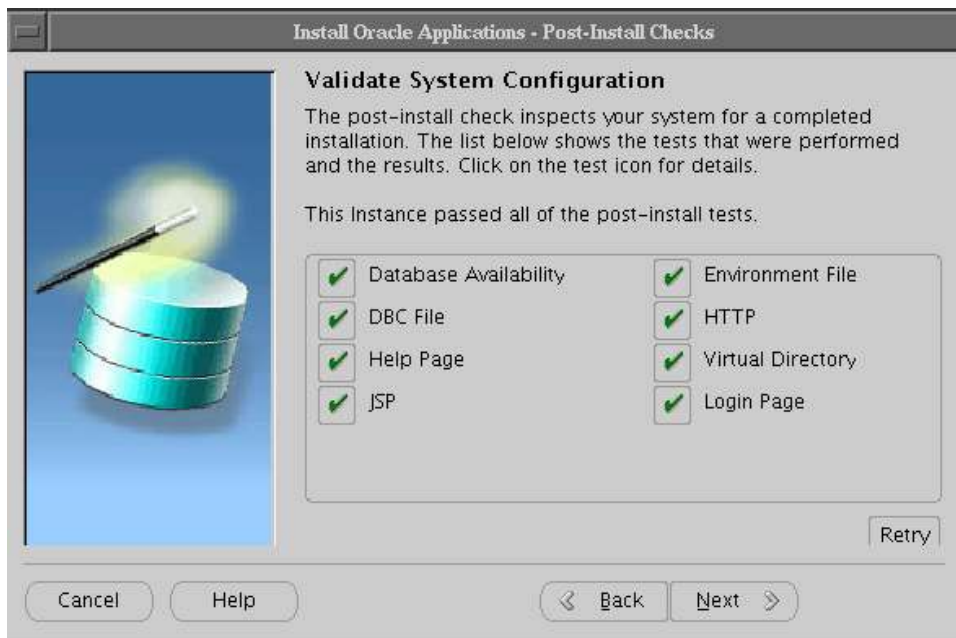 Install Oracle Applications - Post-Install Checks
Validate System Configuration
The post-install check inspects your system for a completed
installation. The list below shows the tests that were performed
and the results. Click on the test icon for details.
This Instance passed all of the post-install tests.
Database Availability
Environment File
DBC File
HTTP
Help Page
Virtual Directory
JSP
Login Page
Retry
Cancel
Help
Back
Next